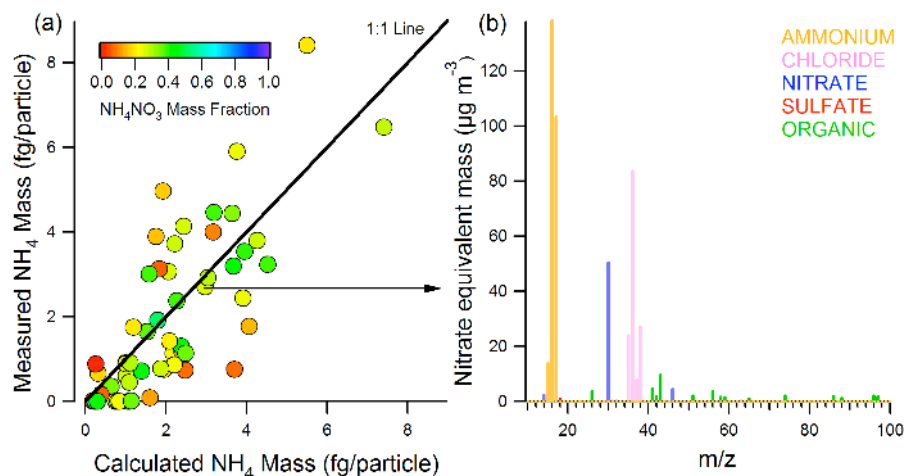 (a)
1:1 Line
0.0 0.2 0.4 0.6 0.8 1.0
NH4NO3 Mass Fraction
8
6
4
2
0
Measured NH4 Mass (fg/particle)
0 2 4 6 8
Calculated NH4 Mass (fg/particle)
(b)
AMMONIUM
CHLORIDE
NITRATE
SULFATE
ORGANIC
120
100
80
60
40
20
0
Nitrate equivalent mass (µg m-3)
20 40 60 80 100
m/z